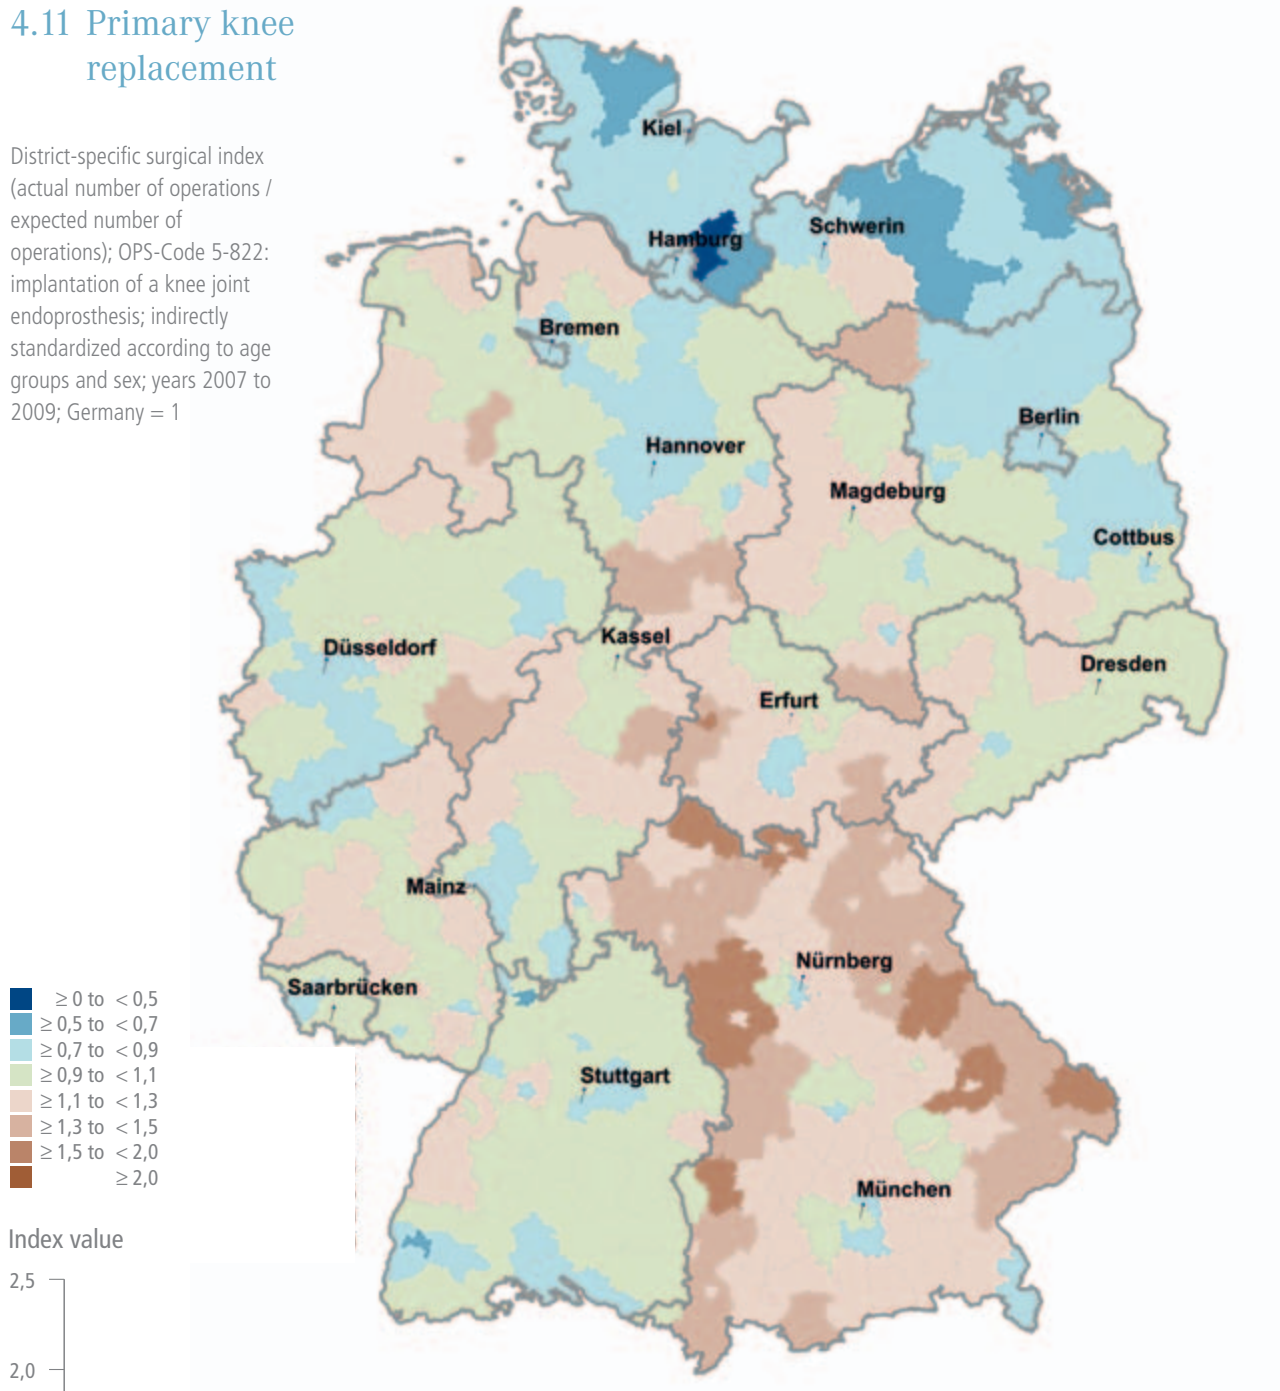 4.11 Primary knee
replacement
District-specific surgical index
(actual number of operations /
expected number of
operations); OPS-Code 5-822:
implantation of a knee joint
endoprosthesis; indirectly
standardized according to age
groups and sex; years 2007 to
2009; Germany = 1
Kiel
Hamburg
Schwerin
Bremen
Berlin
Hannover
Magdeburg
Cottbus
Düsseldorf
Kassel
Dresden
Erfurt
Mainz
Nürnberg
Saarbrücken
Stuttgart
München
≥ 0 to < 0,5
≥ 0,5 to < 0,7
≥ 0,7 to < 0,9
≥ 0,9 to < 1,1
≥ 1,1 to < 1,3
≥ 1,3 to < 1,5
≥ 1,5 to < 2,0
≥ 2,0
Index value
2,5
2,0